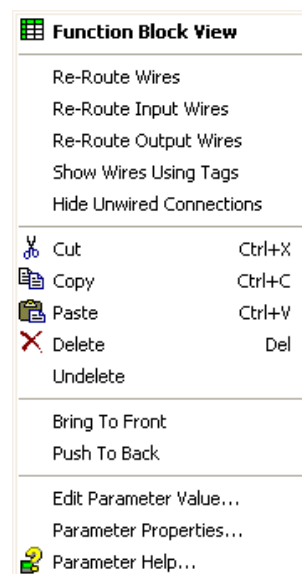 Function Block View
Re-Route Wires
Re-Route Input Wires
Re-Route Output Wires
Show Wires Using Tags
Hide Unwired Connections
Cut Ctrl+X
Copy Ctrl+C
Paste Ctrl+V
Delete Del
Undelete
Bring To Front
Push To Back
Edit Parameter Value...
Parameter Properties...
Parameter Help...